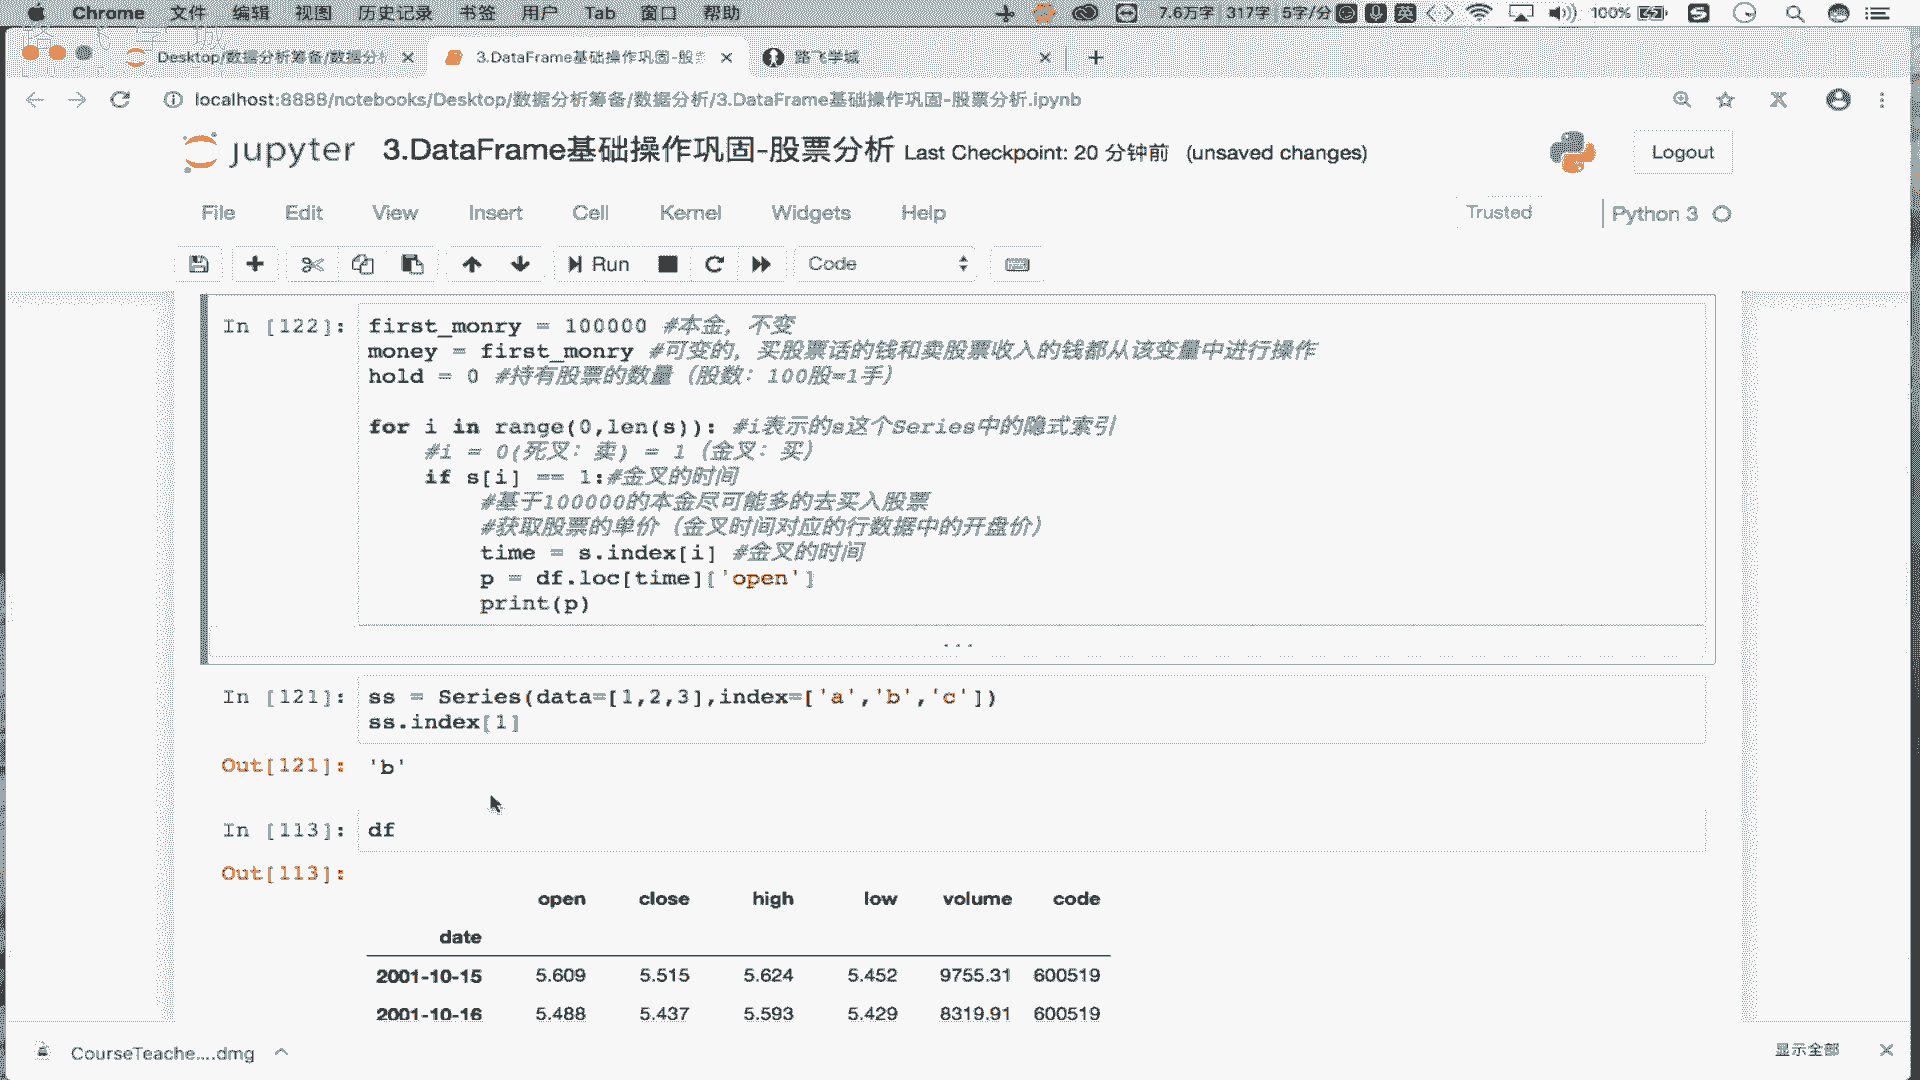 Chrome 文件 编辑 视图 历史记录 书签 用户 Tab 窗口 帮助 7.6万字 317字 5字/分 英 100%
Desktop/数据分析筹备/数据分析
3.DataFrame基础操作巩固-股票
路飞学城
localhost:8888/notebooks/Desktop/数据分析筹备/数据分析/3.DataFrame基础操作巩固-股票分析.ipynb
jupyter 3.DataFrame基础操作巩固-股票分析 Last Checkpoint: 20 分钟前 (unsaved changes) Logout
File Edit View Insert Cell Kernel Widgets Help Trusted Python 3
Run Code
In [122]: first_monry = 100000 #本金，不变
money = first_monry #可变的，买股票话的钱和卖股票收入的钱都从该变量中进行操作
hold = 0 #持有股票的数量（股数：100股=1手）
for i in range(0,len(s)): #i表示的s这个Series中的隐式索引
#i = 0(死叉：卖) = 1（金叉：买）
if s[i] == 1:#金叉的时间
#基于100000的本金尽可能多的去买入股票
#获取股票的单价（金叉时间对应的行数据中的开盘价）
time = s.index[i] #金叉的时间
p = df.loc[time]['open']
print(p)
...
In [121]: ss = Series(data=[1,2,3],index=['a','b','c'])
ss.index[1]
Out[121]: 'b'
In [113]: df
Out[113]:
open close high low volume code
date
2001-10-15 5.609 5.515 5.624 5.452 9755.31 600519
2001-10-16 5.488 5.437 5.593 5.429 8319.91 600519
CourseTeache....dmg 显示全部